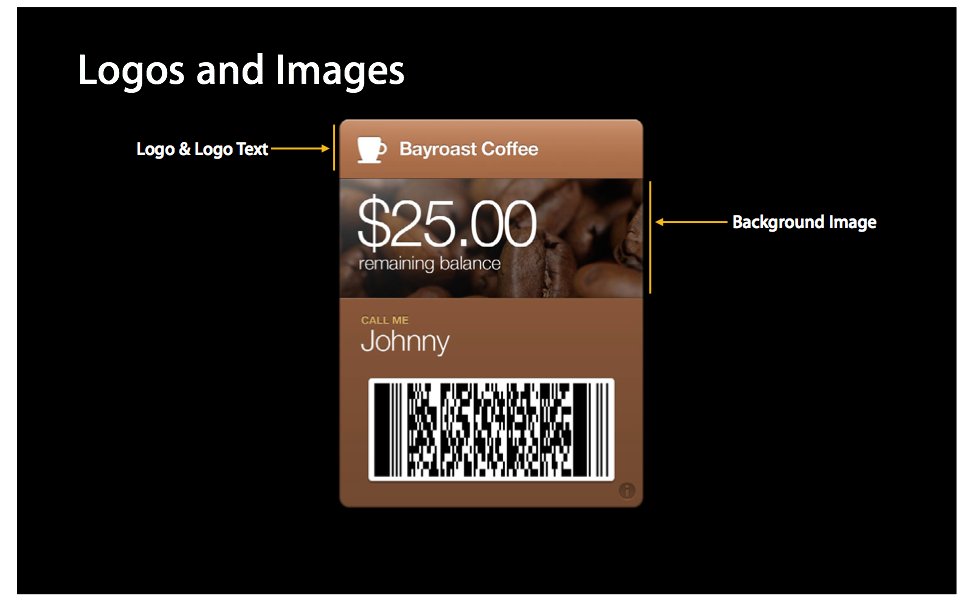 Logos and Images
Logo & Logo Text
Bayroast Coffee
$25.00
remaining balance
Background Image
CALL ME
Johnny
i